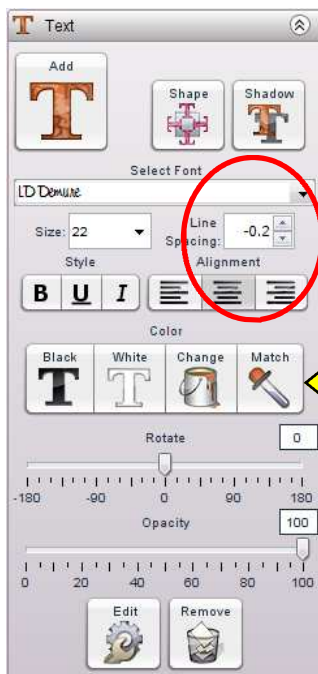 Text
Add
Shape
Shadow
Select Font
LD Demure
Size: 22
Line
Spacing: -0.2
Style
Alignment
B U I
Color
Black White Change Match
Rotate 0
-180 -90 0 90 180
Opacity 100
0 20 40 60 80 100
Edit Remove